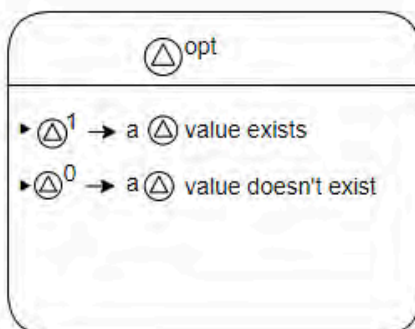 opt
1 → a value exists
0 → a value doesn't exist